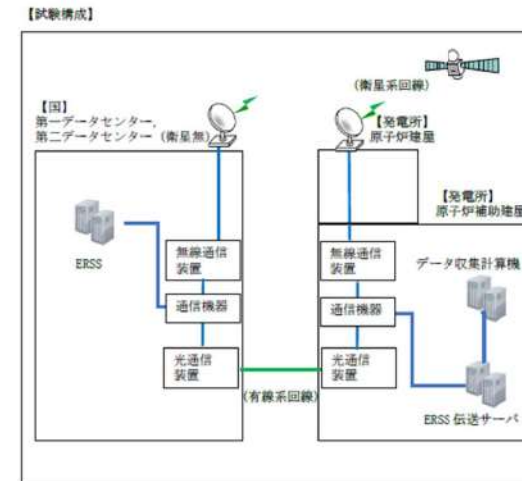 【試験構成】
(衛星系回線)
【国】
第一データセンター,
第二データセンター (衛星無)
【発電所】
原子炉建屋
【発電所】
原子炉補助建屋
ERSS
無線通信
装置
通信機器
光通信
装置
(有線系回線)
無線通信
装置
通信機器
光通信
装置
データ収集計算機
ERSS 伝送サーバ